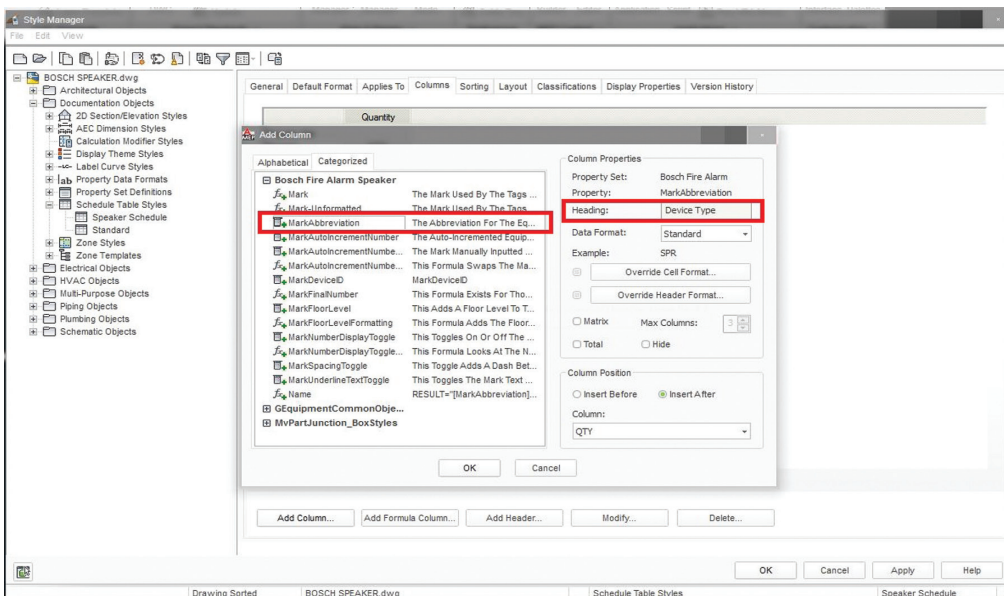 Style Manager
File Edit View
BOSCH SPEAKER.dwg
Architectural Objects
Documentation Objects
2D Section/Elevation Styles
AEC Dimension Styles
Calculation Modifier Styles
Display Theme Styles
Label Curve Styles
Property Data Formats
Property Set Definitions
Schedule Table Styles
Speaker Schedule
Standard
Zone Styles
Zone Templates
Electrical Objects
HVAC Objects
Multi-Purpose Objects
Piping Objects
Plumbing Objects
Schematic Objects
General Default Format Applies To Columns Sorting Layout Classifications Display Properties Version History
Quantity
Add Column
Alphabetical Categorized
Bosch Fire Alarm Speaker
Mark The Mark Used By The Tags ...
Mark-Unformatted The Mark Used By The Tags
MarkAbbreviation The Abbreviation For The Eq...
MarkAutoIncrementNumber The Auto-Incremented Equip...
MarkAutoIncrementNumbe... The Mark Manually Inputted ...
MarkAutoIncrementNumbe... This Formula Swaps The Ma...
MarkDeviceID MarkDeviceID
MarkFinalNumber This Formula Exists For Tho...
MarkFloorLevel This Adds A Floor Level To T...
MarkFloorLevelFormatting This Formula Adds The Floor...
MarkNumberDisplayToggle This Toggles On Or Off The ...
MarkNumberDisplayToggle... This Formula Looks At The N...
MarkSpacingToggle This Toggle Adds A Dash Bet...
MarkUnderlineTextToggle This Toggles The Mark Text ...
Name RESULT="[MarkAbbreviation]...
GEquipmentCommonObje...
MvPartJunction_BoxStyles
Column Properties
Property Set: Bosch Fire Alarm
Property: MarkAbbreviation
Heading: Device Type
Data Format: Standard
Example: SPR
Override Cell Format...
Override Header Format...
Matrix Max Columns: 3
Total Hide
Column Position
Insert Before Insert After
Column:
QTY
OK Cancel
Add Column... Add Formula Column... Add Header... Modify... Delete...
OK Cancel Apply Help
Drawing Sorted BOSCH SPEAKER.dwg Schedule Table Styles Speaker Schedule